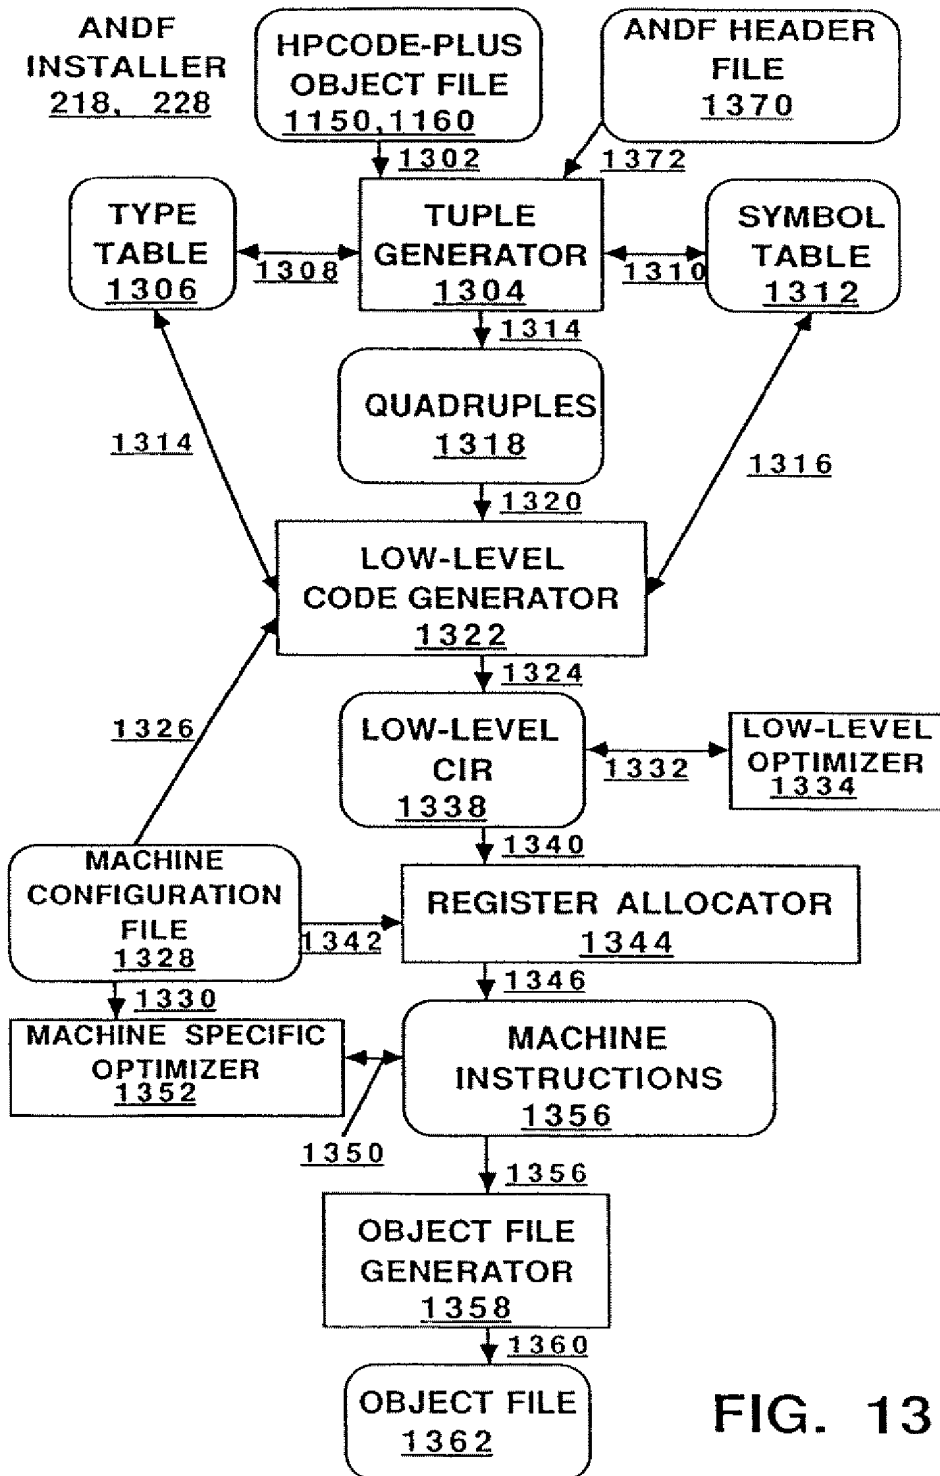 ANDF
INSTALLER
218, 228
HPCODE-PLUS
OBJECT FILE
1150,1160
ANDF HEADER
FILE
1370
1302
1372
TYPE
TABLE
1306
1308
TUPLE
GENERATOR
1304
1310
SYMBOL
TABLE
1312
1314
QUADRUPLES
1318
1314
1316
1320
LOW-LEVEL
CODE GENERATOR
1322
1324
1326
LOW-LEVEL
CIR
1338
1332
LOW-LEVEL
OPTIMIZER
1334
1340
MACHINE
CONFIGURATION
FILE
1328
1342
REGISTER ALLOCATOR
1344
1330
1346
MACHINE SPECIFIC
OPTIMIZER
1352
1350
MACHINE
INSTRUCTIONS
1356
1356
OBJECT FILE
GENERATOR
1358
1360
OBJECT FILE
1362
FIG. 13